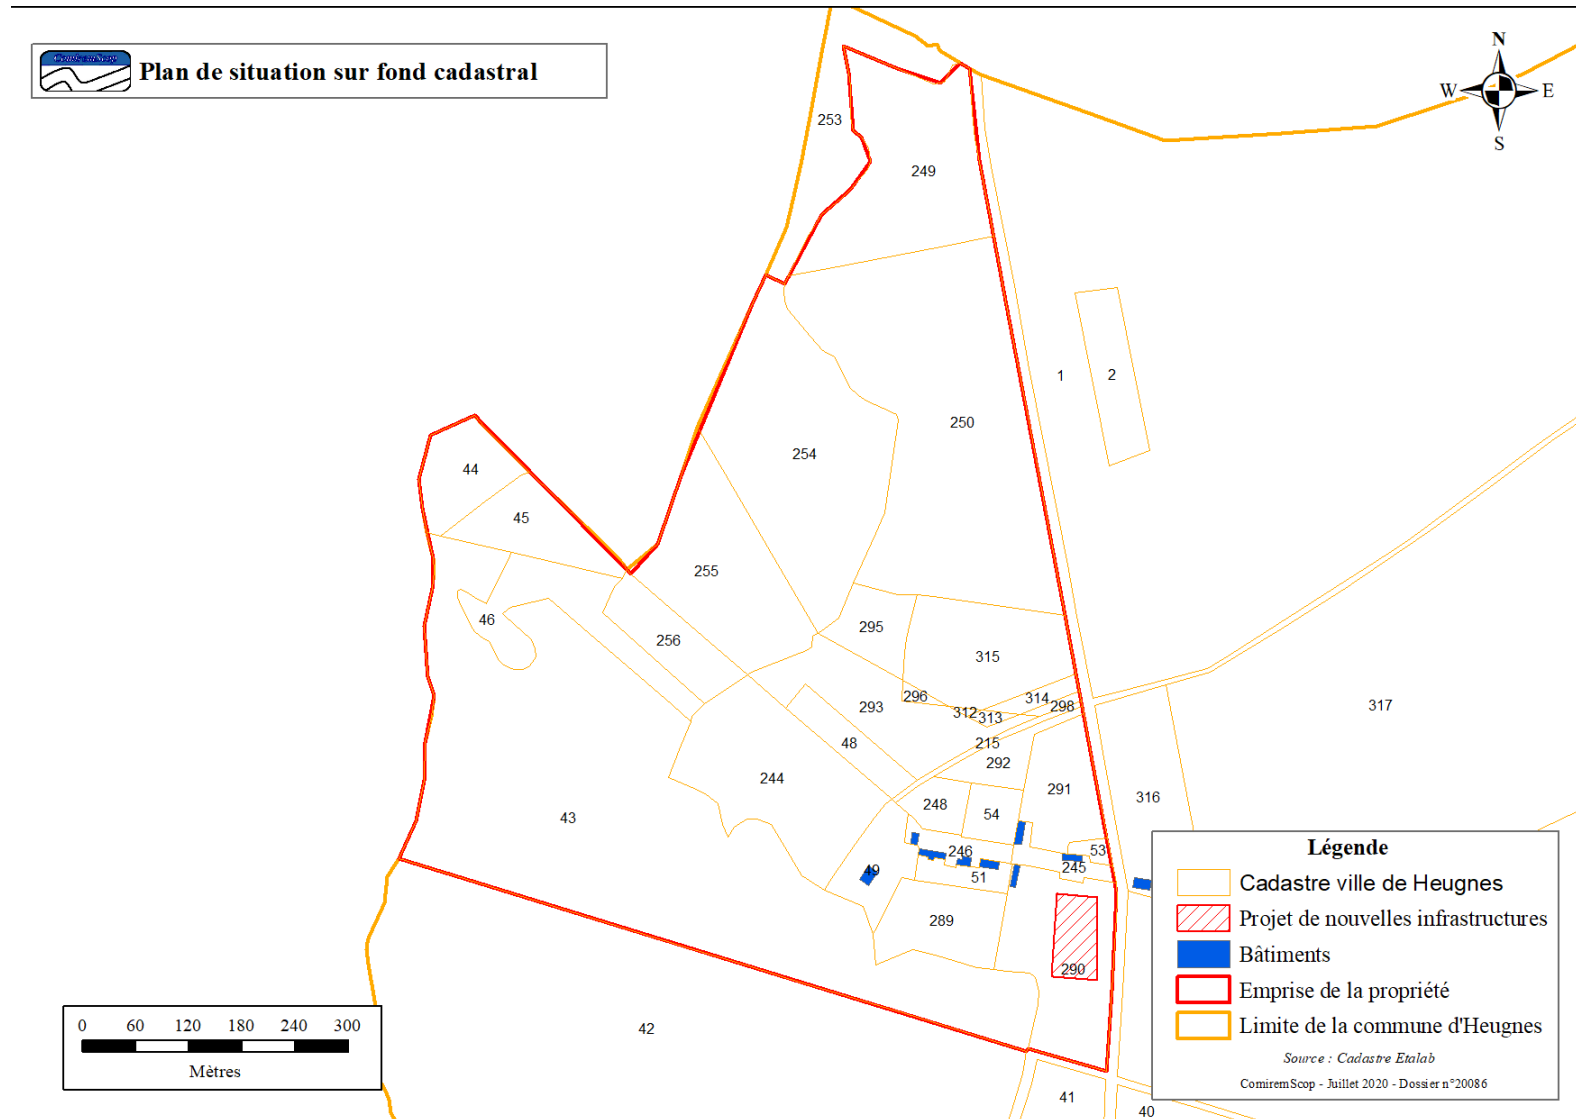 ComiremScop
Plan de situation sur fond cadastral
N
W E
S
253
249
1
2
250
254
44
45
255
46
256
295
315
296
314
298
293
312
313
317
48
215
292
244
291
316
248
54
43
246
53
49
51
245
289
290
42
41
40
0 60 120 180 240 300
Mètres
Légende
Cadastre ville de Heugnes
Projet de nouvelles infrastructures
Bâtiments
Emprise de la propriété
Limite de la commune d'Heugnes
Source : Cadastre Etalab
ComiremScop - Juillet 2020 - Dossier n°20086